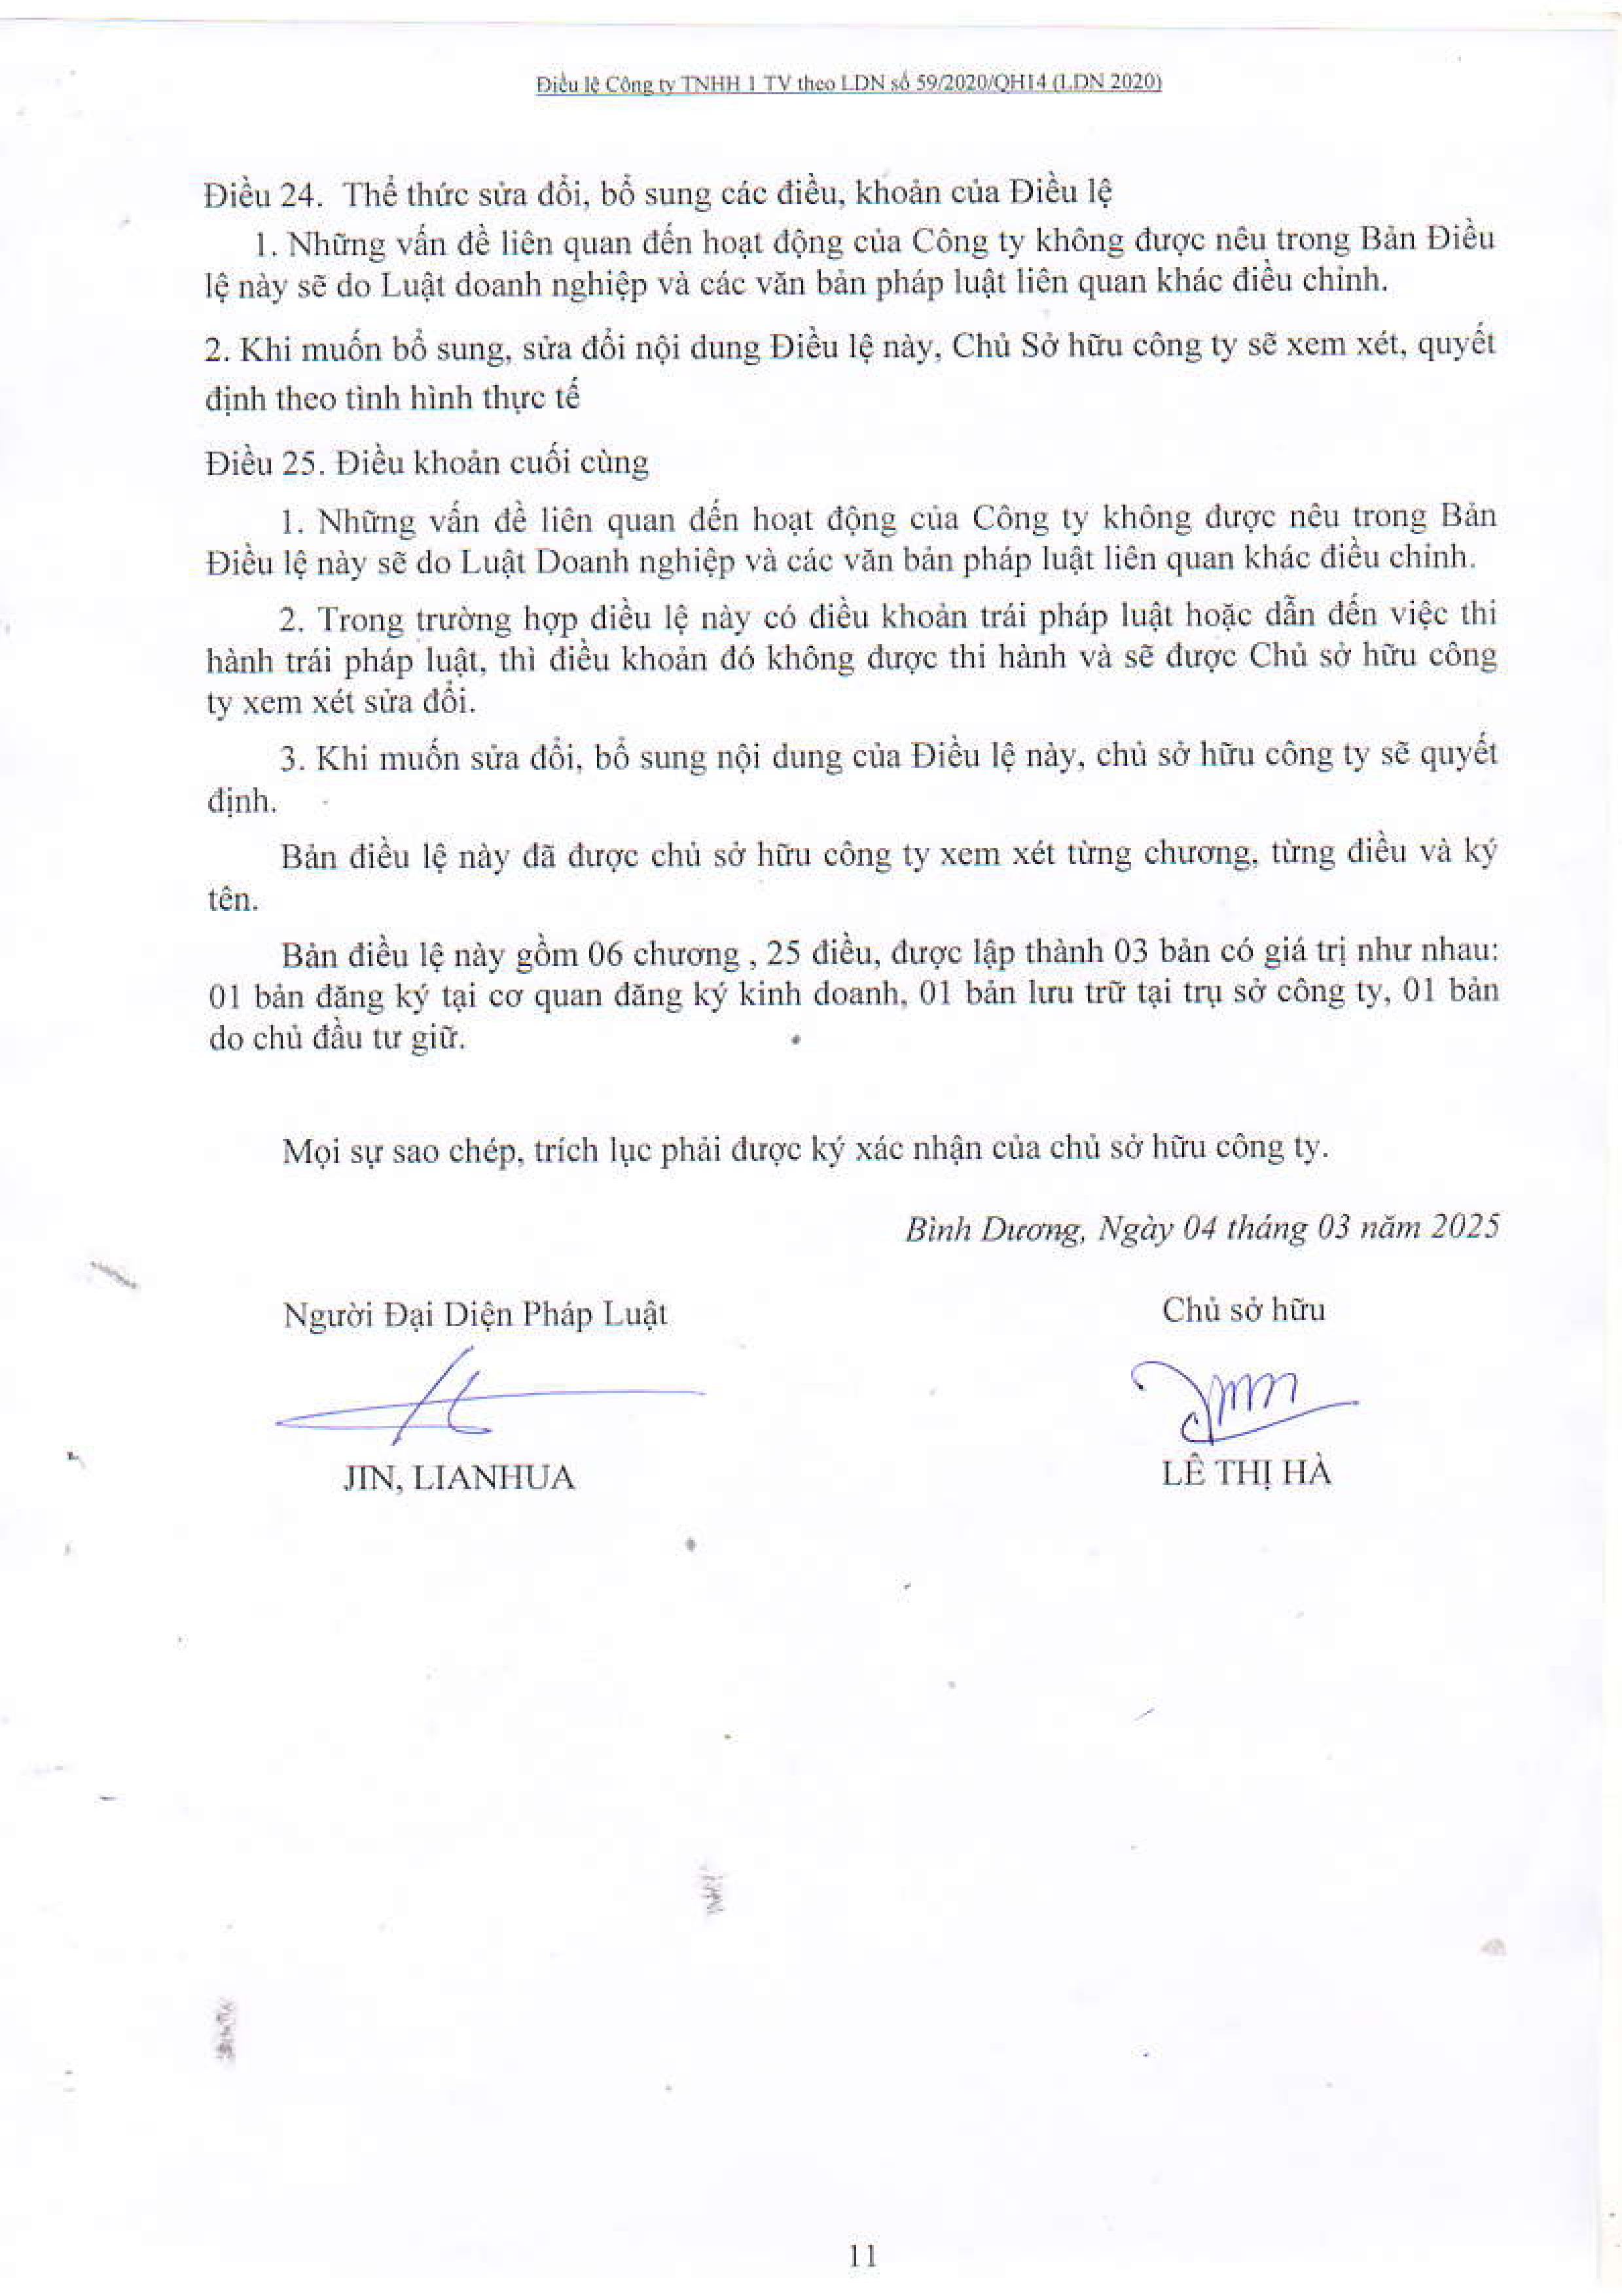 Điều lệ Công ty TNHH 1 TV theo LDN số 59/2020/QH14 (LDN 2020)
Điều 24. Thể thức sửa đổi, bổ sung các điều, khoản của Điều lệ
1. Những vấn đề liên quan đến hoạt động của Công ty không được nêu trong Bản Điều
lệ này sẽ do Luật doanh nghiệp và các văn bản pháp luật liên quan khác điều chỉnh.
2. Khi muốn bổ sung, sửa đổi nội dung Điều lệ này, Chủ Sở hữu công ty sẽ xem xét, quyết
định theo tình hình thực tế
Điều 25. Điều khoản cuối cùng
1. Những vấn đề liên quan đến hoạt động của Công ty không được nêu trong Bản
Điều lệ này sẽ do Luật Doanh nghiệp và các văn bản pháp luật liên quan khác điều chỉnh.
2. Trong trường hợp điều lệ này có điều khoản trái pháp luật hoặc dẫn đến việc thi
hành trái pháp luật, thì điều khoản đó không được thi hành và sẽ được Chủ sở hữu công
ty xem xét sửa đổi.
3. Khi muốn sửa đổi, bổ sung nội dung của Điều lệ này, chủ sở hữu công ty sẽ quyết
định.
Bản điều lệ này đã được chủ sở hữu công ty xem xét từng chương, từng điều và ký
tên.
Bản điều lệ này gồm 06 chương , 25 điều, được lập thành 03 bản có giá trị như nhau:
01 bản đăng ký tại cơ quan đăng ký kinh doanh, 01 bản lưu trữ tại trụ sở công ty, 01 bản
do chủ đầu tư giữ.
Mọi sự sao chép, trích lục phải được ký xác nhận của chủ sở hữu công ty.
Bình Dương, Ngày 04 tháng 03 năm 2025
Người Đại Diện Pháp Luật
Chủ sở hữu
JIN, LIANHUA
LÊ THỊ HÀ
11